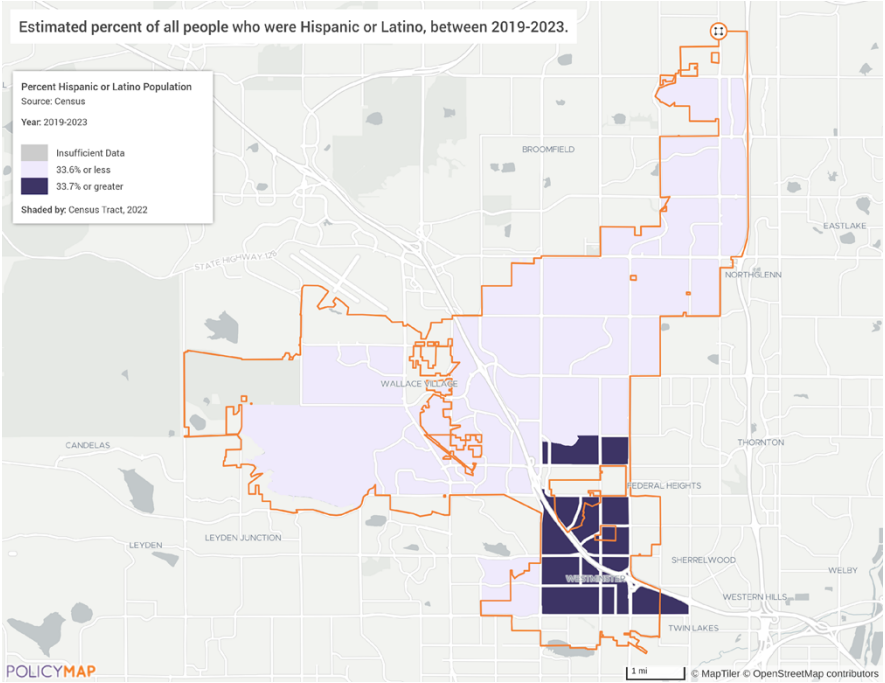 Estimated percent of all people who were Hispanic or Latino, between 2019-2023.
Percent Hispanic or Latino Population
Source: Census
Year: 2019-2023
Insufficient Data
33.6% or less
33.7% or greater
Shaded by: Census Tract, 2022
BROOMFIELD
EASTLAKE
STATE HIGHWAY 128
NORTHGLENN
WALLACE VILLAGE
CANDELAS
THORNTON
FEDERAL HEIGHTS
LEYDEN JUNCTION
LEYDEN
SHERRELWOOD
WELBY
WESTMINSTER
WESTERN HILLS
TWIN LAKES
POLICYMAP
1 mi
© MapTiler © OpenStreetMap contributors